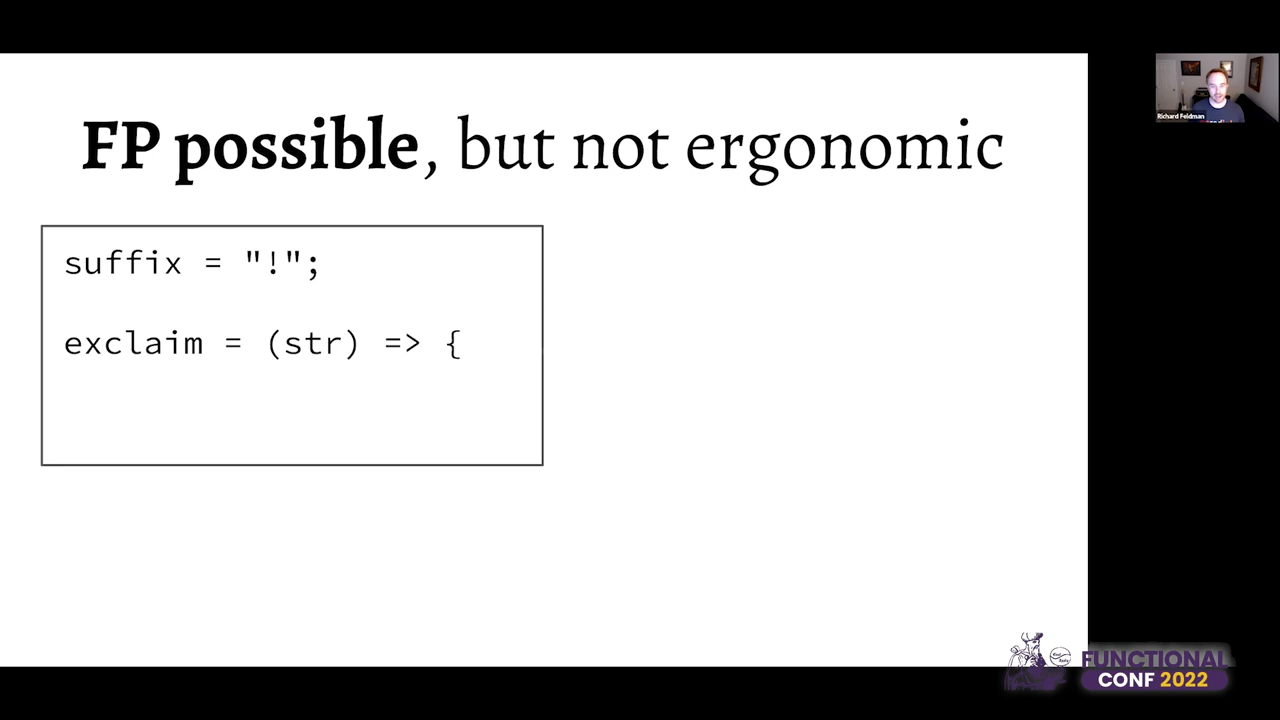 FP possible, but not ergonomic
suffix = "!";
exclaim = (str) => {
Richard Feldman
FUNCTIONAL
CONF 2022